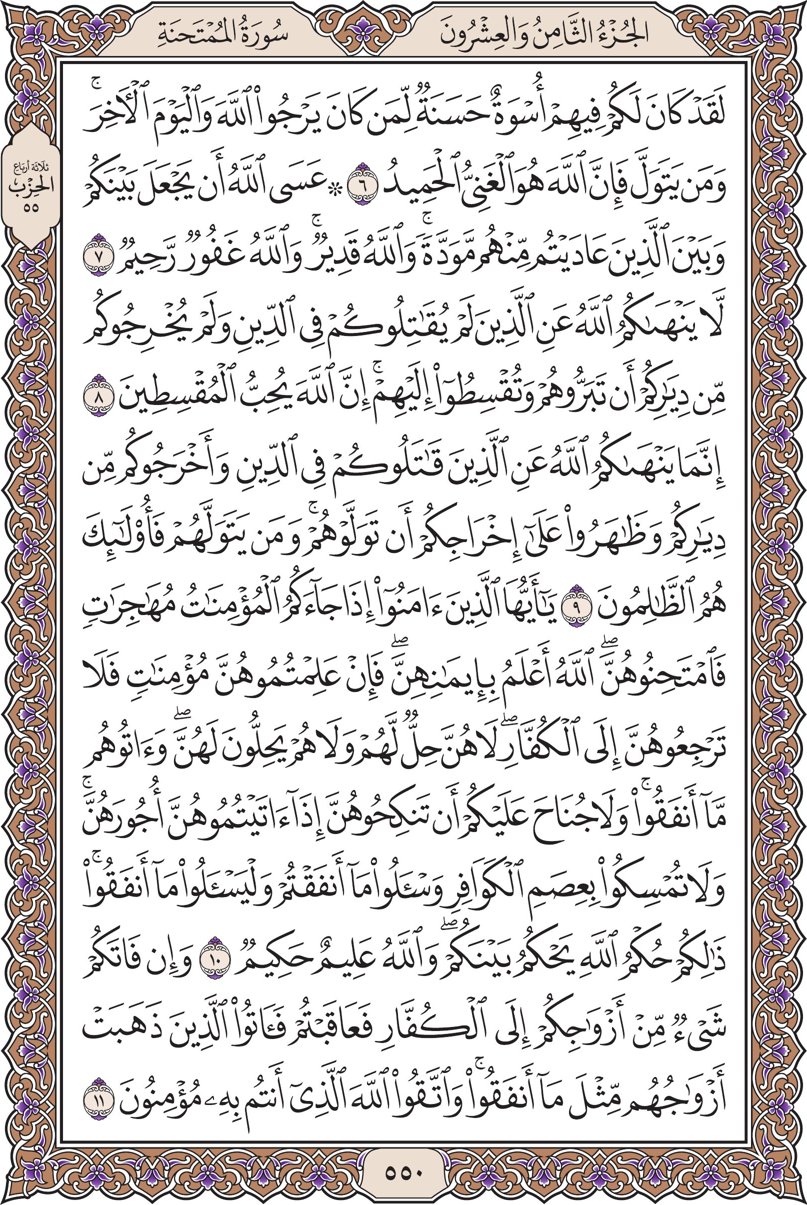 الجُزْءُ الثَّامِنُ وَالعِشْرُونَ
سُورَةُ المُمْتَحنَةِ
لَقَدْ كَانَ لَكُمْ فِيهِمْ أُسْوَةٌ حَسَنَةٌ لِّمَن كَانَ يَرْجُوا۟ ٱللَّهَ وَٱلْيَوْمَ ٱلْـَٔاخِرَۚ
وَمَن يَتَوَلَّ فَإِنَّ ٱللَّهَ هُوَ ٱلْغَنِىُّ ٱلْحَمِيدُ ٦ ۞ عَسَى ٱللَّهُ أَن يَجْعَلَ بَيْنَكُمْ
وَبَيْنَ ٱلَّذِينَ عَادَيْتُم مِّنْهُم مَّوَدَّةًۚ وَٱللَّهُ قَدِيرٌۚ وَٱللَّهُ غَفُورٌ رَّحِيمٌ ٧
لَّا يَنْهَىٰكُمُ ٱللَّهُ عَنِ ٱلَّذِينَ لَمْ يُقَـٰتِلُوكُمْ فِى ٱلدِّينِ وَلَمْ يُخْرِجُوكُم
مِّن دِيَـٰرِكُمْ أَن تَبَرُّوهُمْ وَتُقْسِطُوٓا۟ إِلَيْهِمْۚ إِنَّ ٱللَّهَ يُحِبُّ ٱلْمُقْسِطِينَ ٨
إِنَّمَا يَنْهَىٰكُمُ ٱللَّهُ عَنِ ٱلَّذِينَ قَـٰتَلُوكُمْ فِى ٱلدِّينِ وَأَخْرَجُوكُم مِّن
دِيَـٰرِكُمْ وَظَـٰهَرُوا۟ عَلَىٰٓ إِخْرَاجِكُمْ أَن تَوَلَّوْهُمْۚ وَمَن يَتَوَلَّهُمْ فَأُو۟لَـٰٓئِكَ
هُمُ ٱلظَّـٰلِمُونَ ٩ يَـٰٓأَيُّهَا ٱلَّذِينَ ءَامَنُوٓا۟ إِذَا جَآءَكُمُ ٱلْمُؤْمِنَـٰتُ مُهَـٰجِرَٰتٍ
فَٱمْتَحِنُوهُنَّۖ ٱللَّهُ أَعْلَمُ بِإِيمَـٰنِهِنَّۖ فَإِنْ عَلِمْتُمُوهُنَّ مُؤْمِنَـٰتٍ فَلَا
تَرْجِعُوهُنَّ إِلَى ٱلْكُفَّارِۖ لَا هُنَّ حِلٌّ لَّهُمْ وَلَا هُمْ يَحِلُّونَ لَهُنَّۖ وَءَاتُوهُم
مَّآ أَنفَقُوا۟ۚ وَلَا جُنَاحَ عَلَيْكُمْ أَن تَنكِحُوهُنَّ إِذَآ ءَاتَيْتُمُوهُنَّ أُجُورَهُنَّۚ
وَلَا تُمْسِكُوا۟ بِعِصَمِ ٱلْكَوَافِرِ وَسْـَٔلُوا۟ مَآ أَنفَقْتُمْ وَلْيَسْـَٔلُوا۟ مَآ أَنفَقُوا۟ۚ
ذَٰلِكُمْ حُكْمُ ٱللَّهِ يَحْكُمُ بَيْنَكُمْۖ وَٱللَّهُ عَلِيمٌ حَكِيمٌ ١٠ وَإِن فَاتَكُمْ
شَىْءٌ مِّنْ أَزْوَٰجِكُمْ إِلَى ٱلْكُفَّارِ فَعَاقَبْتُمْ فَـَٔاتُوا۟ ٱلَّذِينَ ذَهَبَتْ
أَزْوَٰجُهُم مِّثْلَ مَآ أَنفَقُوا۟ۚ وَٱتَّقُوا۟ ٱللَّهَ ٱلَّذِىٓ أَنتُم بِهِۦ مُؤْمِنُونَ ١١
ثلاثة أرباع
الحِزْبِ
٥٥
٥٥٠